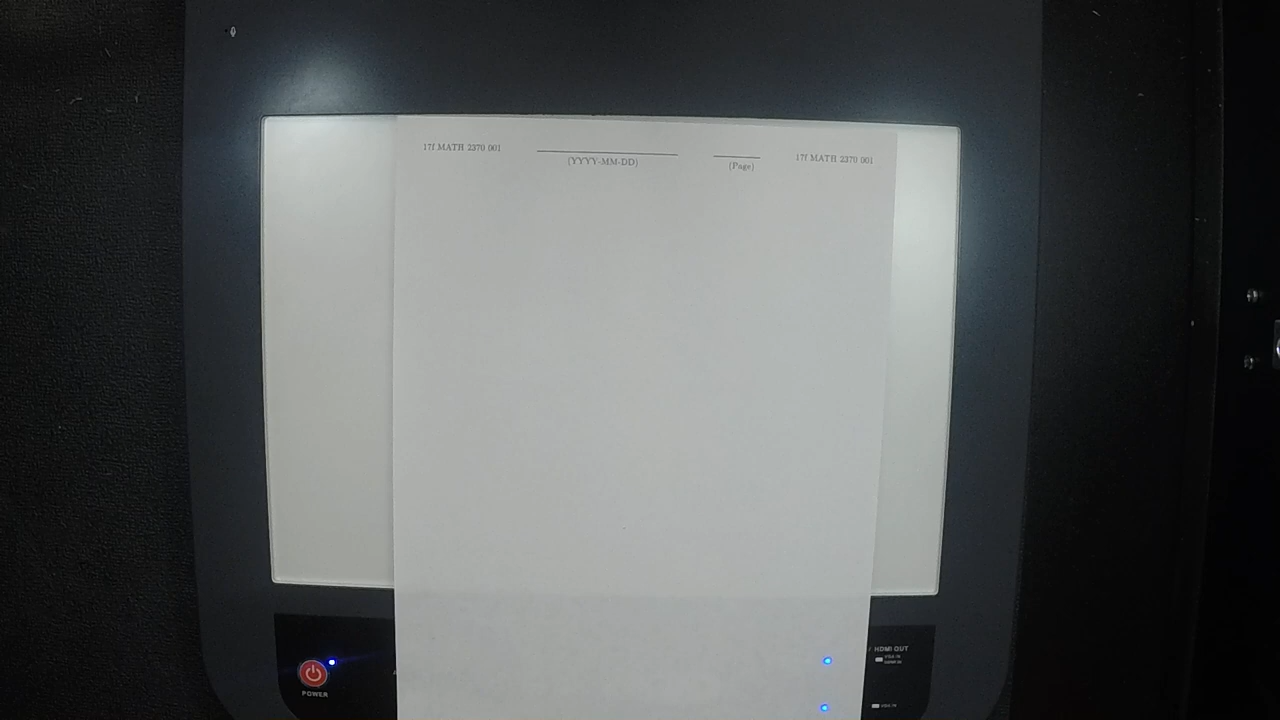 17f MATH 2370 001
(YYYY-MM-DD)
(Page)
17f MATH 2370 001
POWER
/ HDMI OUT